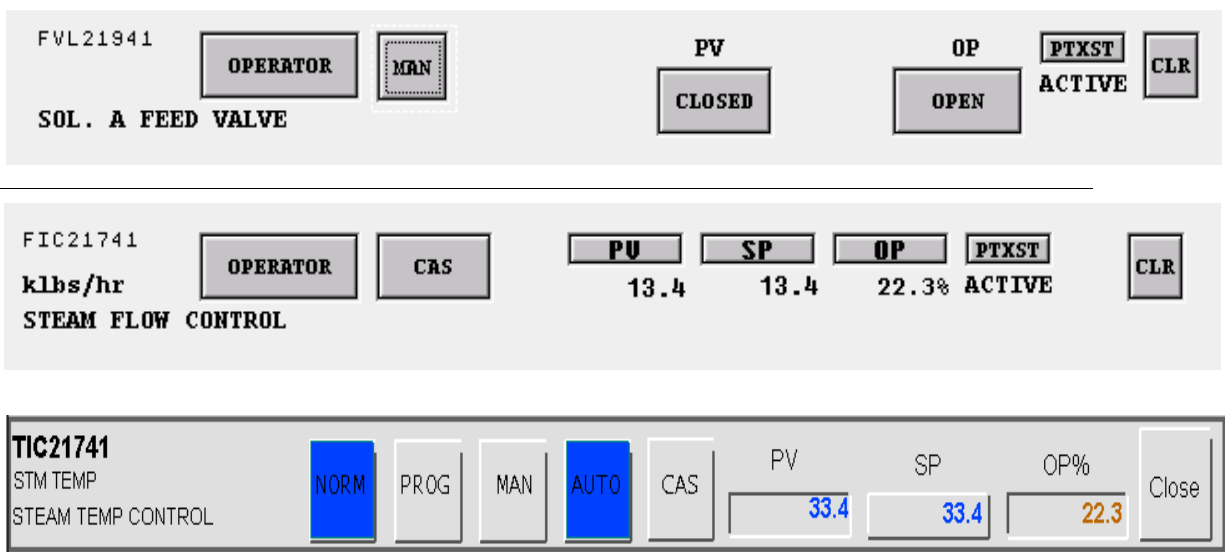 FVL21941
OPERATOR MAN PV OP PTXST CLR
CLOSED OPEN ACTIVE
SOL. A FEED VALVE
FIC21741
OPERATOR CAS PV SP OP PTXST CLR
klbs/hr 13.4 13.4 22.3% ACTIVE
STEAM FLOW CONTROL
TIC21741
STM TEMP NORM PROG MAN AUTO CAS PV SP OP% Close
STEAM TEMP CONTROL 33.4 33.4 22.3